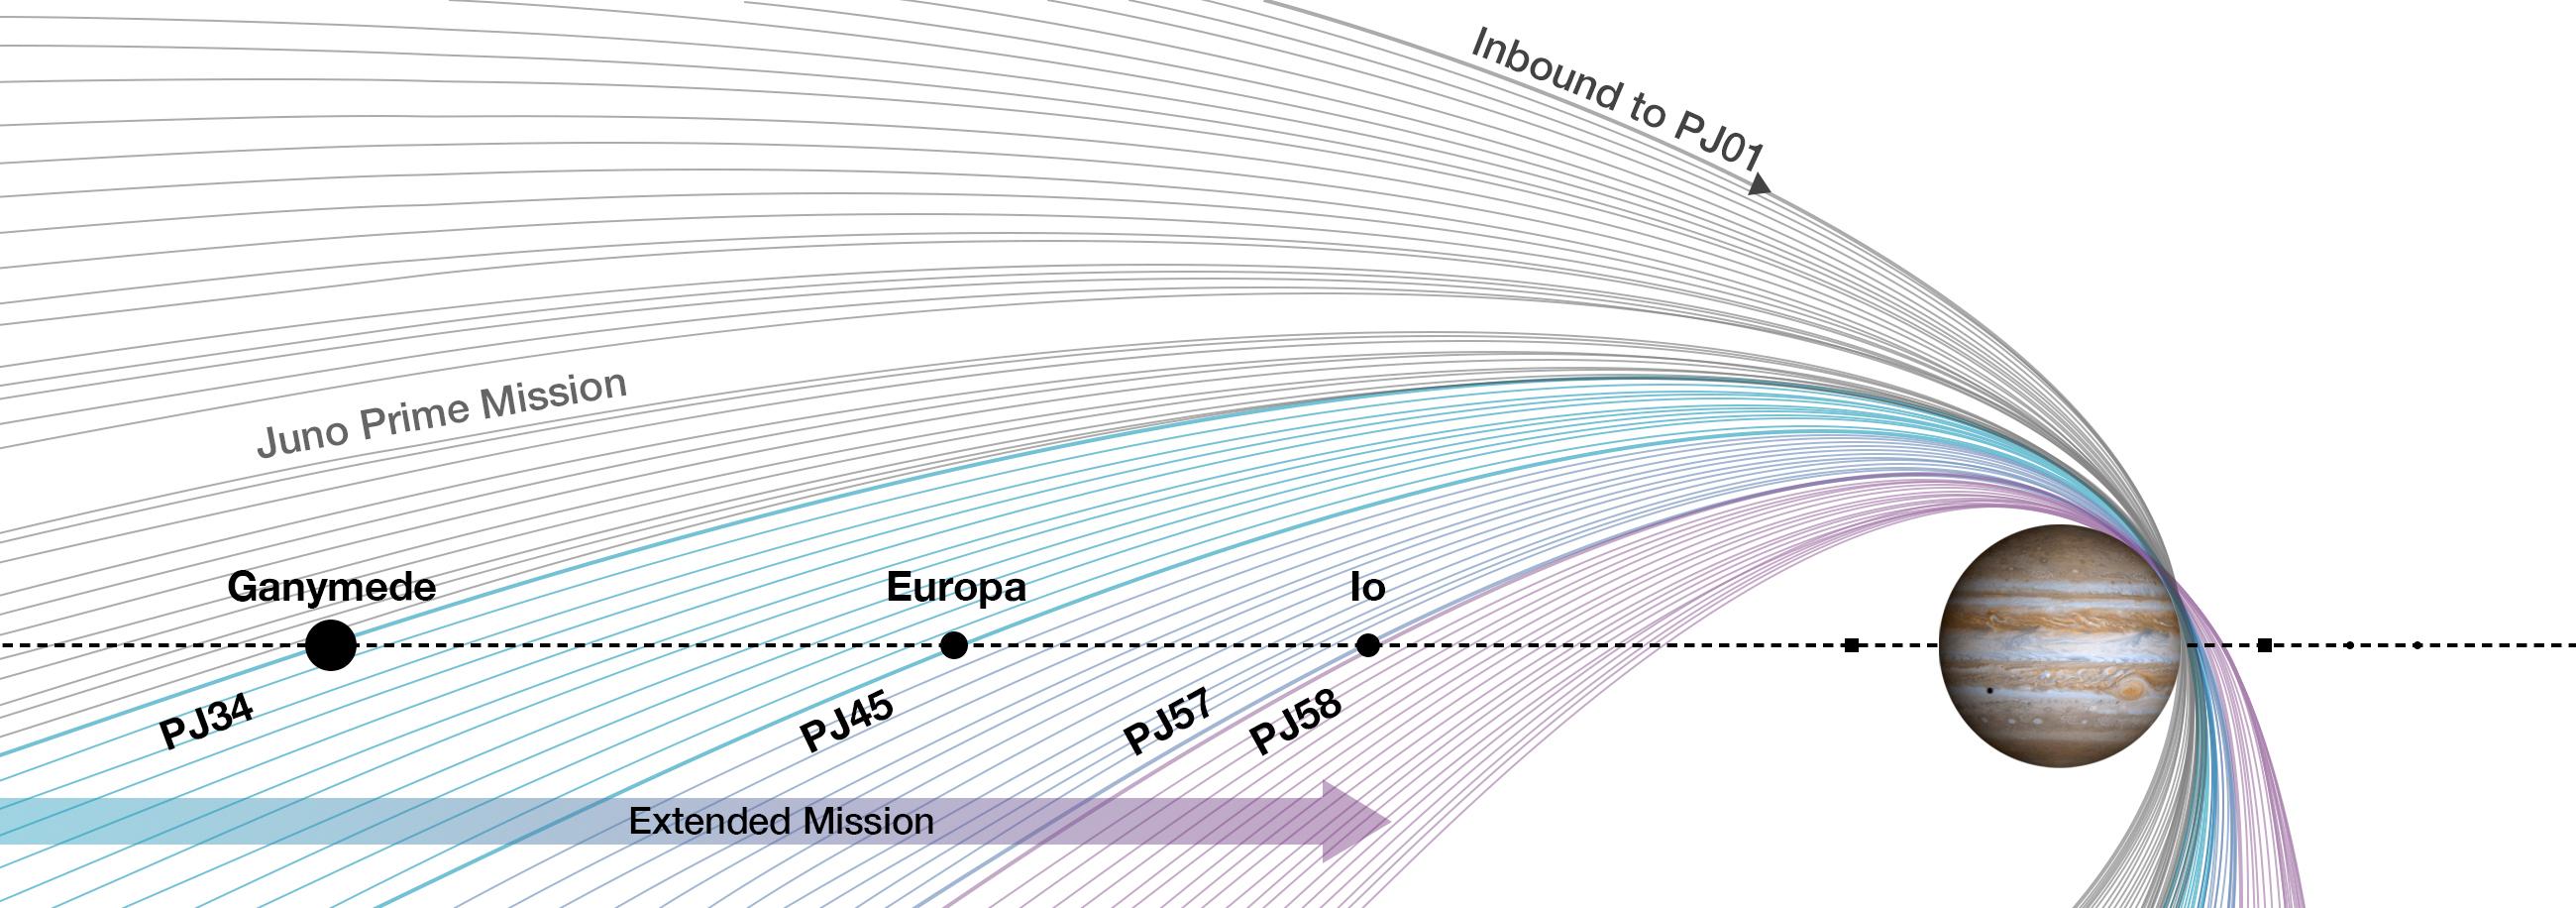 Inbound to PJ01
Juno Prime Mission
Ganymede
Europa
Io
PJ34
PJ45
PJ57
PJ58
Extended Mission